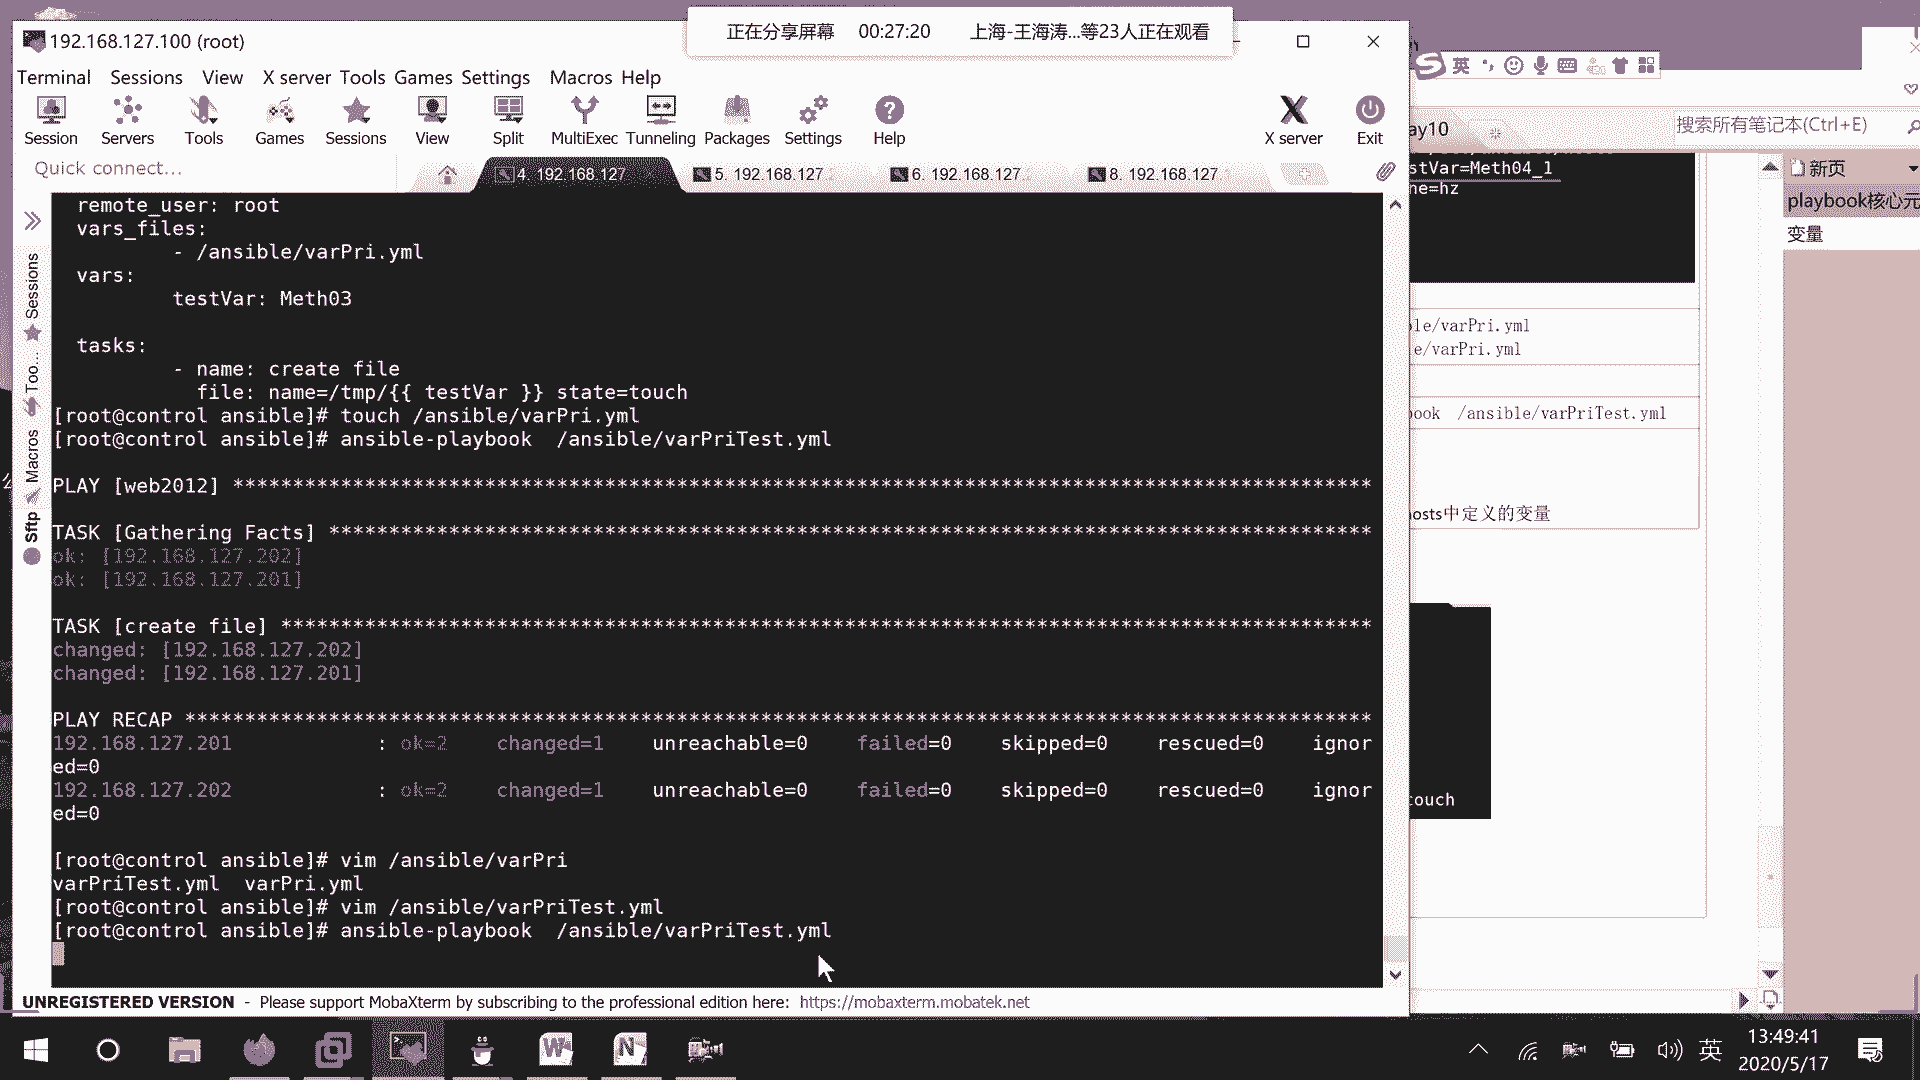 正在分享屏幕 00:27:20 上海-王海涛...等23人正在观看
192.168.127.100 (root)
Terminal Sessions View X server Tools Games Settings Macros Help
Session Servers Tools Games Sessions View Split MultiExec Tunneling Packages Settings Help X server Exit
Quick connect...
4. 192.168.127
5. 192.168.127.
6. 192.168.127.
8. 192.168.127.
Sessions
Too...
Macros
Sftp
remote_user: root
vars_files:
- /ansible/varPri.yml
vars:
testVar: Meth03
tasks:
- name: create file
file: name=/tmp/{{ testVar }} state=touch
[root@control ansible]# touch /ansible/varPri.yml
[root@control ansible]# ansible-playbook  /ansible/varPriTest.yml
PLAY [web2012] ***********************************************************************************************
TASK [Gathering Facts] ***************************************************************************************
ok: [192.168.127.202]
ok: [192.168.127.201]
TASK [create file] *******************************************************************************************
changed: [192.168.127.202]
changed: [192.168.127.201]
PLAY RECAP ***************************************************************************************************
192.168.127.201 : ok=2 changed=1 unreachable=0 failed=0 skipped=0 rescued=0 ignor
ed=0
192.168.127.202 : ok=2 changed=1 unreachable=0 failed=0 skipped=0 rescued=0 ignor
ed=0
[root@control ansible]# vim /ansible/varPri
varPriTest.yml  varPri.yml
[root@control ansible]# vim /ansible/varPriTest.yml
[root@control ansible]# ansible-playbook  /ansible/varPriTest.yml
UNREGISTERED VERSION - Please support MobaXterm by subscribing to the professional edition here: https://mobaxterm.mobatek.net
英
ay10
搜索所有笔记本(Ctrl+E)
stVar=Meth04_1
ne=hz
le/varPri.yml
e/varPri.yml
ook /ansible/varPriTest.yml
osts中定义的变量
touch
新页
playbook核心元
变量
英
13:49:41
2020/5/17